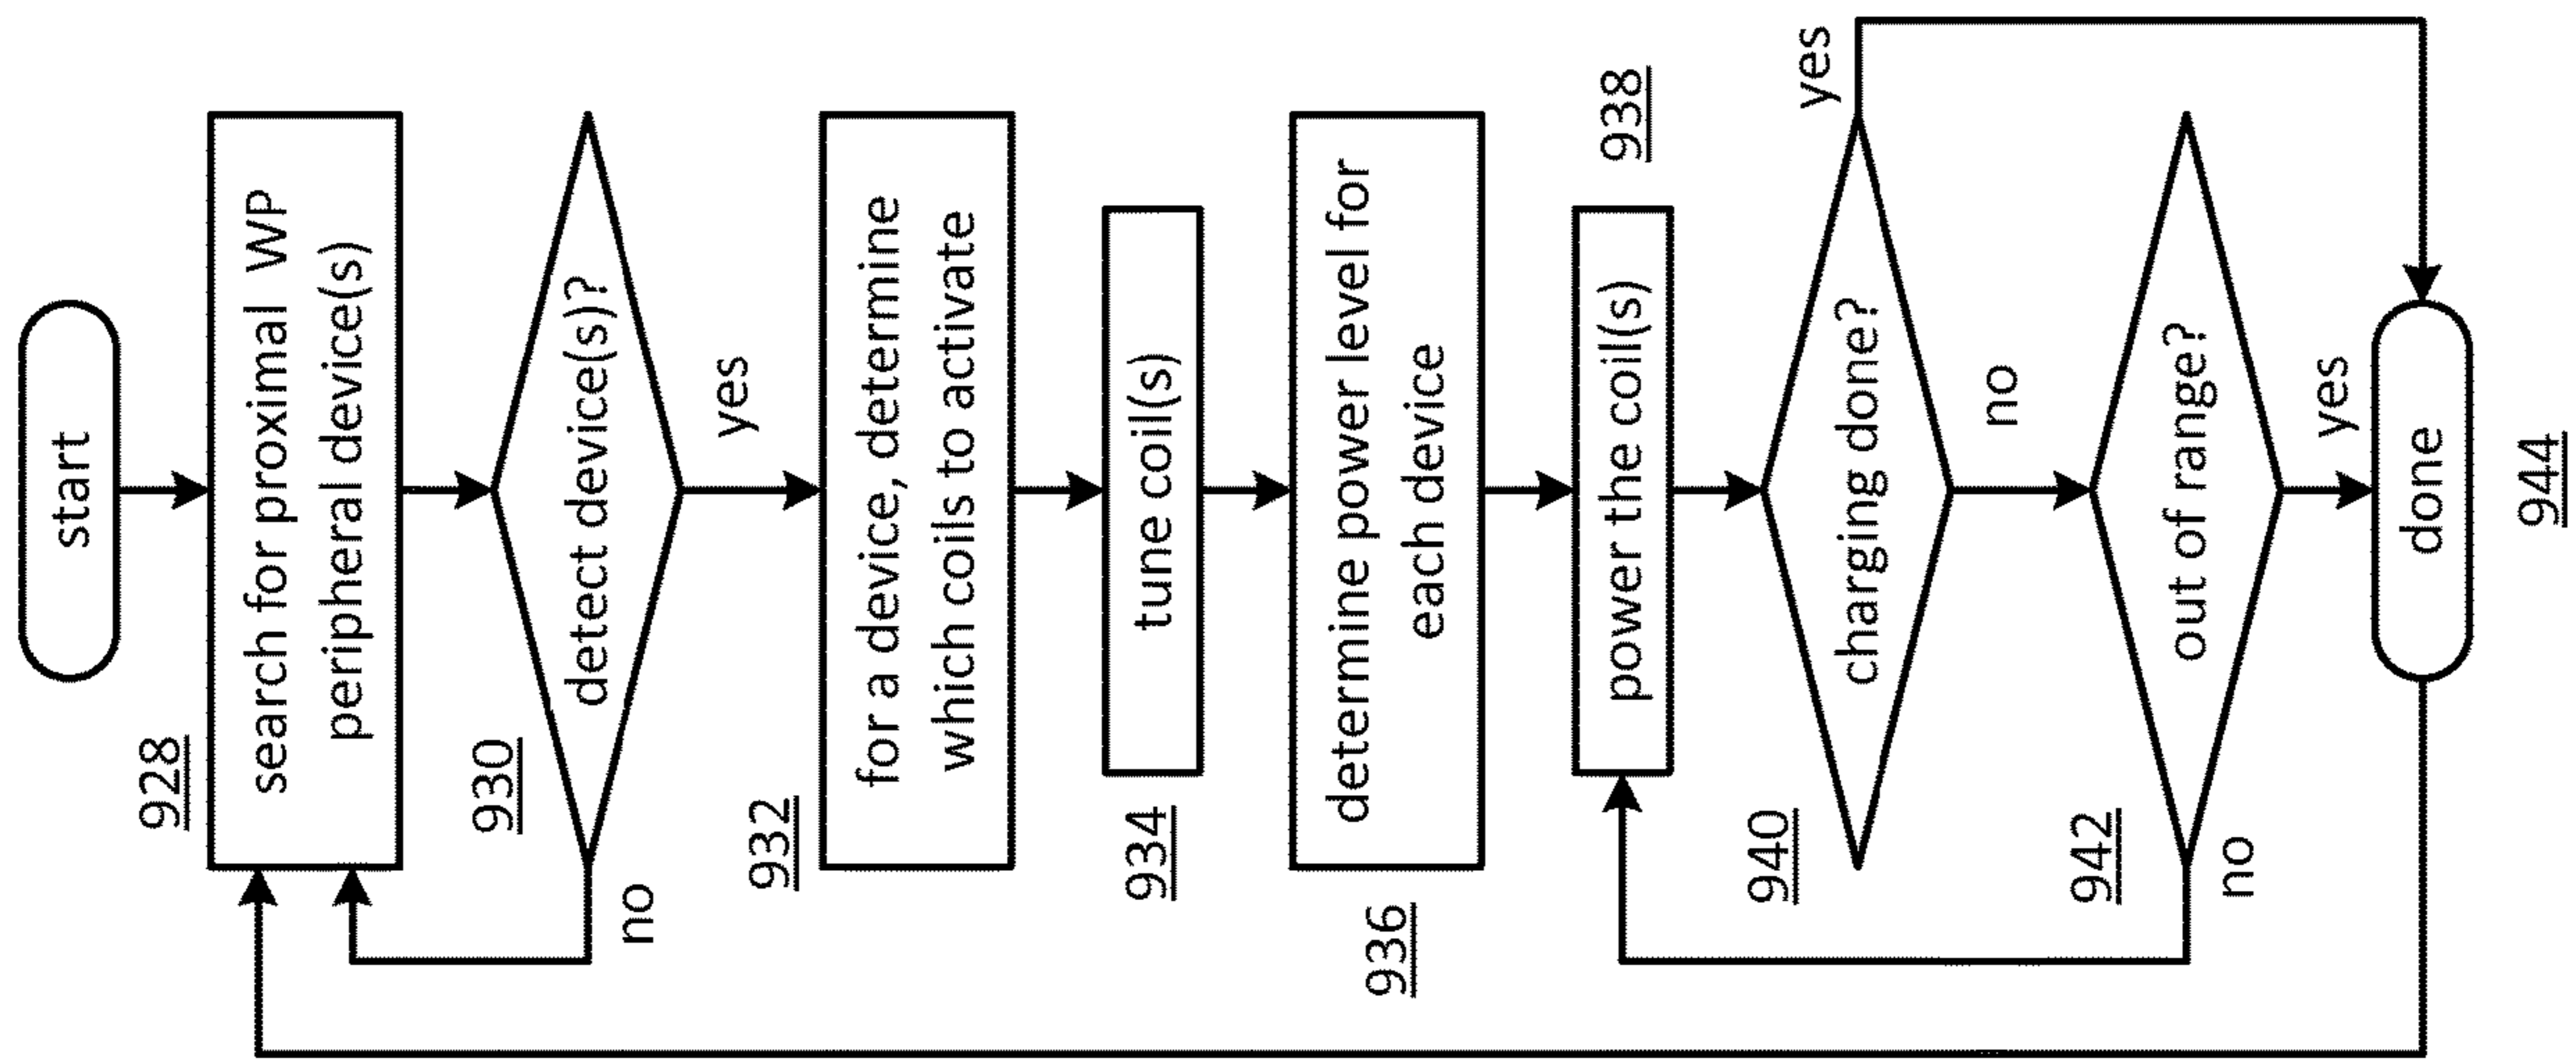 start
928
search for proximal WP
peripheral device(s)
930
detect device(s)?
no
yes
932
for a device, determine
which coils to activate
934
tune coil(s)
936
determine power level for
each device
938
power the coil(s)
940
charging done?
yes
no
942
out of range?
no
yes
done
944